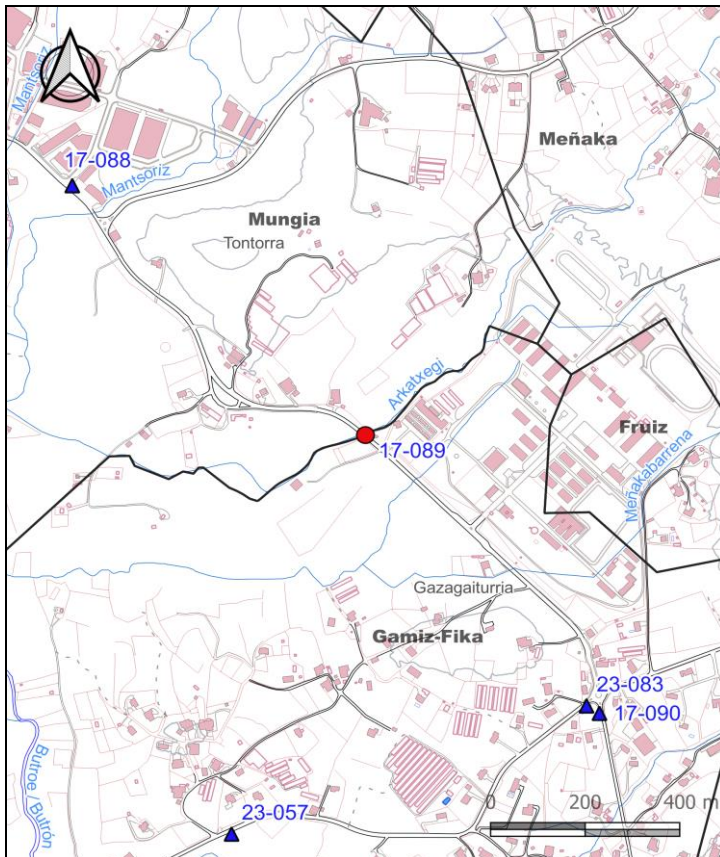 Mantsoriz
Meñaka
17-088
Mantsoriz
Mungia
Tontorra
Arkatxegi
Fruiz
17-089
Meñakabarrena
Gazagaiturria
Gamiz-Fika
23-083
17-090
Butroe / Butrón
23-057
0 200 400 m